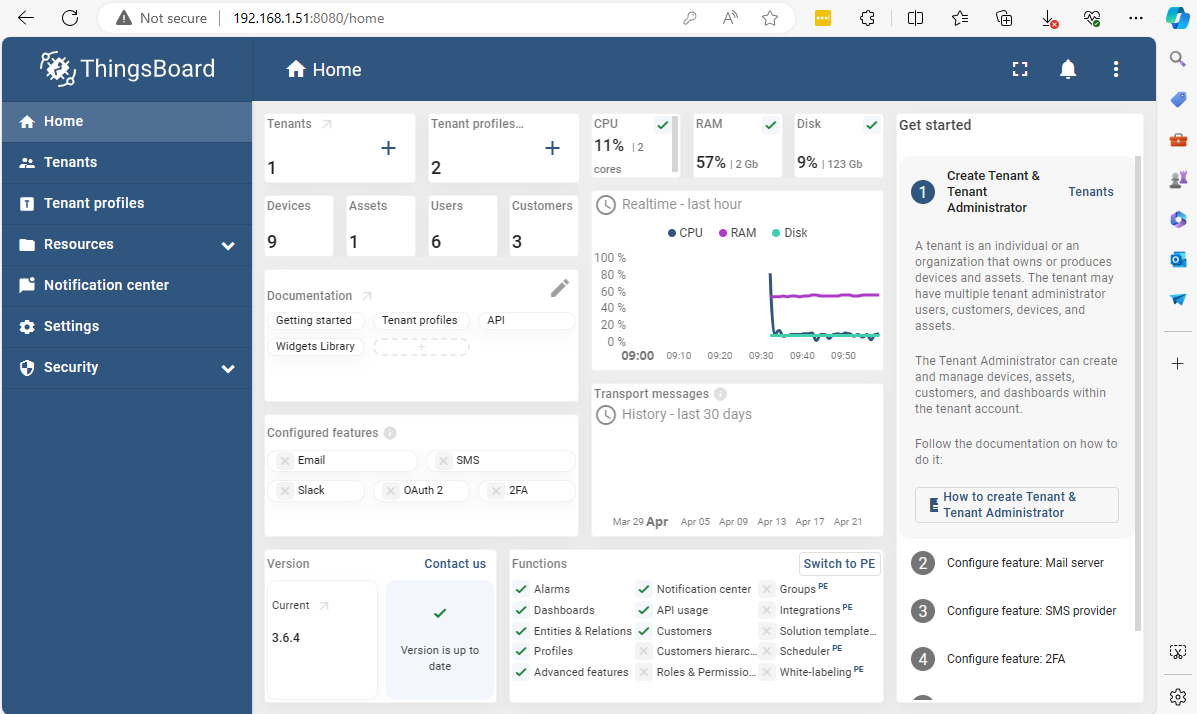 Not secure
192.168.1.51:8080/home
ThingsBoard
Home
Home
Tenants
Tenant profiles
Resources
Notification center
Settings
Security
Tenants
1
Tenant profiles...
2
Devices
9
Assets
1
Users
6
Customers
3
Documentation
Getting started
Tenant profiles
API
Widgets Library
Configured features
Email
SMS
Slack
OAuth 2
2FA
Version
Contact us
Current
3.6.4
Version is up to
date
CPU
11% | 2
cores
RAM
57% | 2 Gb
Disk
9% | 123 Gb
Realtime - last hour
CPU RAM Disk
100 %
80 %
60 %
40 %
20 %
0 %
09:00 09:10 09:20 09:30 09:40 09:50
Transport messages
History - last 30 days
Mar 29 Apr Apr 05 Apr 09 Apr 13 Apr 17 Apr 21
Functions
Switch to PE
Alarms
Dashboards
Entities & Relations
Profiles
Advanced features
Notification center
API usage
Customers
Customers hierarc...
Roles & Permissio...
Groups PE
Integrations PE
Solution template...
Scheduler PE
White-labeling PE
Get started
1
Create Tenant &
Tenant
Administrator
Tenants
A tenant is an individual or an
organization that owns or produces
devices and assets. The tenant may
have multiple tenant administrator
users, customers, devices, and
assets.
The Tenant Administrator can create
and manage devices, assets,
customers, and dashboards within
the tenant account.
Follow the documentation on how to
do it:
How to create Tenant &
Tenant Administrator
2 Configure feature: Mail server
3 Configure feature: SMS provider
4 Configure feature: 2FA